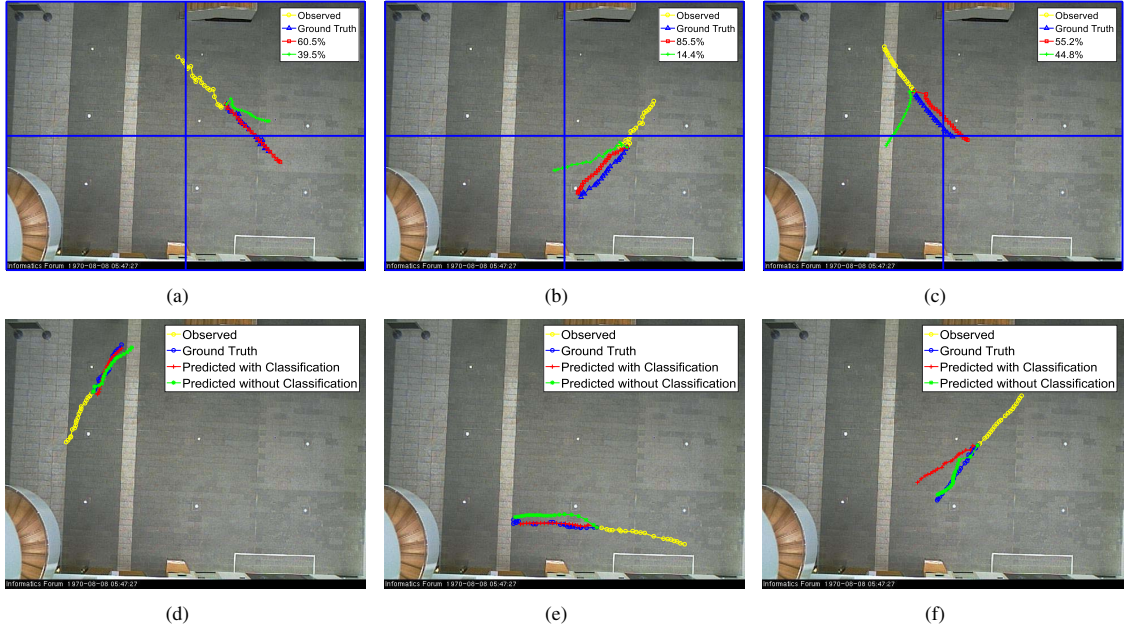 Observed
Ground Truth
60.5%
39.5%
Informatics Forum 1970-08-08 05:47:27
(a)
Observed
Ground Truth
85.5%
14.4%
Informatics Forum 1970-08-08 05:47:27
(b)
Observed
Ground Truth
55.2%
44.8%
Informatics Forum 1970-08-08 05:47:27
(c)
Observed
Ground Truth
Predicted with Classification
Predicted without Classification
Informatics Forum 1970-08-08 05:47:27
(d)
Observed
Ground Truth
Predicted with Classification
Predicted without Classification
Informatics Forum 1970-08-08 05:47:27
(e)
Observed
Ground Truth
Predicted with Classification
Predicted without Classification
Informatics Forum 1970-08-08 05:47:27
(f)